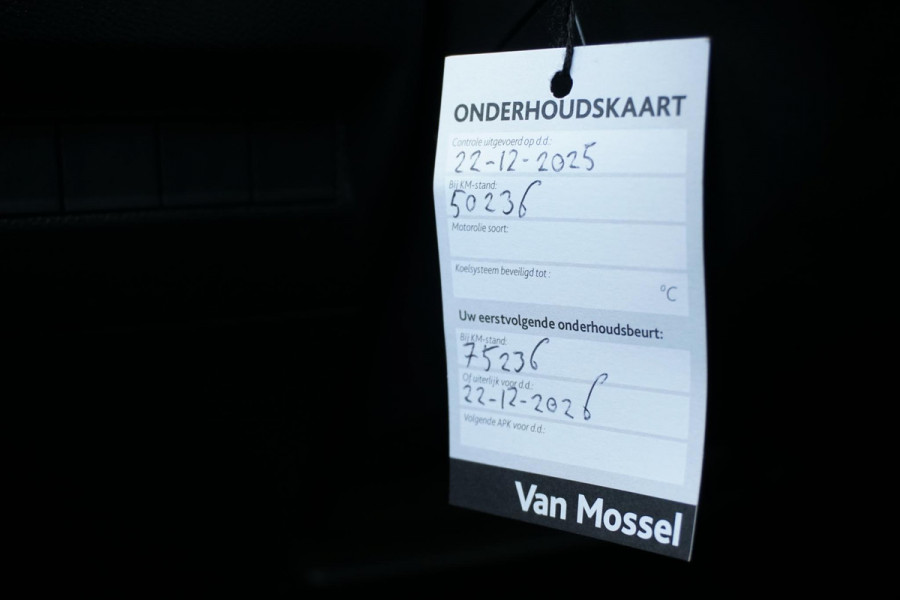 ONDERHOUDSKAART
Controle uitgevoerd op d.d.:
22-12-2025
Bij KM-stand:
50236
Motorolie soort:
Koelsysteem beveiligd tot :
°C
Uw eerstvolgende onderhoudsbeurt:
Bij KM-stand:
75236
Of uiterlijk voor d.d.:
22-12-2026
Volgende APK voor d.d.:
Van Mossel